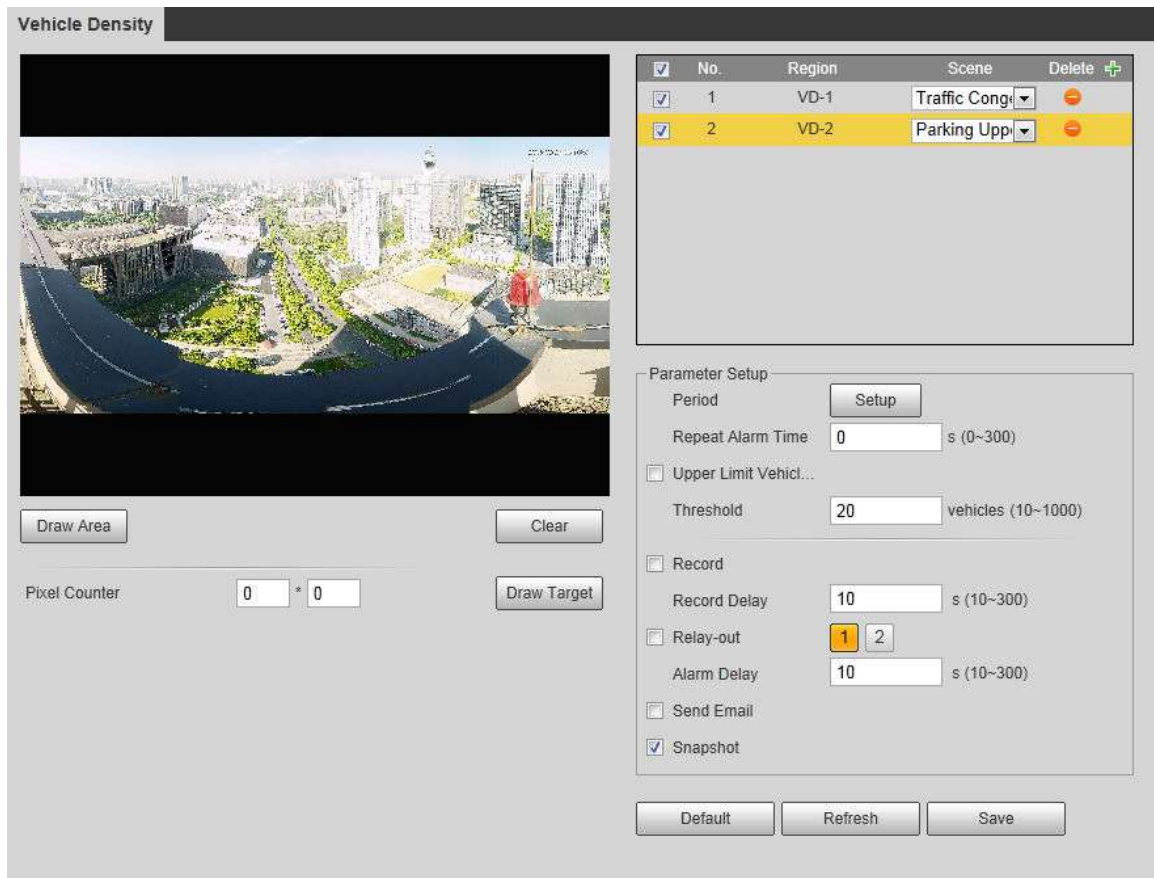 Vehicle Density
No. Region Scene Delete
1 VD-1 Traffic Cong
2 VD-2 Parking Upp
Draw Area Clear
Pixel Counter 0 * 0 Draw Target
Parameter Setup
Period Setup
Repeat Alarm Time 0 s (0~300)
Upper Limit Vehicl...
Threshold 20 vehicles (10~1000)
Record
Record Delay 10 s (10~300)
Relay-out 1 2
Alarm Delay 10 s (10~300)
Send Email
Snapshot
Default Refresh Save